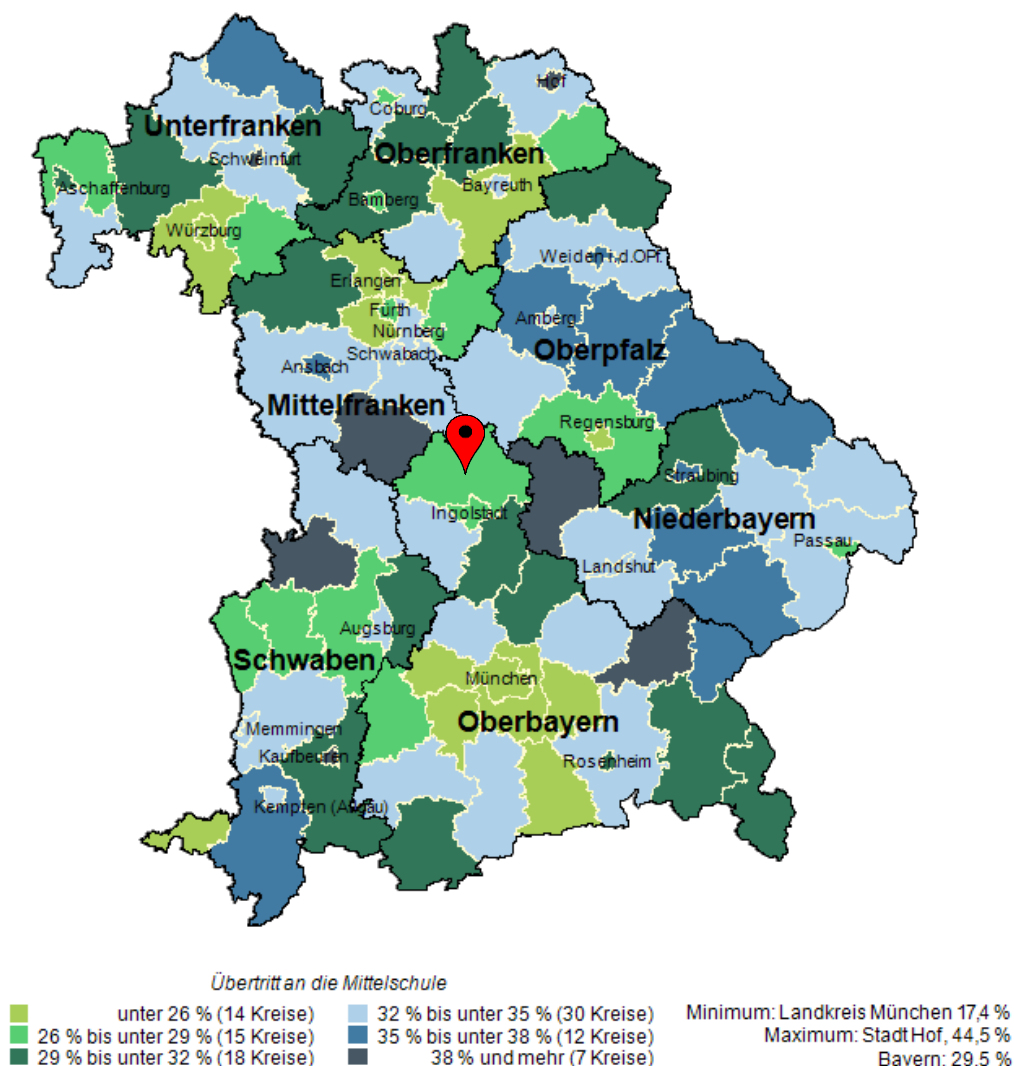 Hof
Coburg
Unterfranken
Oberfranken
Schweinfurt
Aschaffenburg
Bayreuth
Bamberg
Würzburg
Weiden i.d.OPf.
Erlangen
Fürth
Nürnberg
Amberg
Schwabach
Oberpfalz
Ansbach
Mittelfranken
Regensburg
Straubing
Ingolstadt
Niederbayern
Passau
Landshut
Augsburg
Schwaben
München
Oberbayern
Memmingen
Kaufbeuren
Rosenheim
Kempten (Allgäu)
Übertritt an die Mittelschule
unter 26 % (14 Kreise)
26 % bis unter 29 % (15 Kreise)
29 % bis unter 32 % (18 Kreise)
32 % bis unter 35 % (30 Kreise)
35 % bis unter 38 % (12 Kreise)
38 % und mehr (7 Kreise)
Minimum: Landkreis München 17,4 %
Maximum: Stadt Hof, 44,5 %
Bayern: 29,5 %